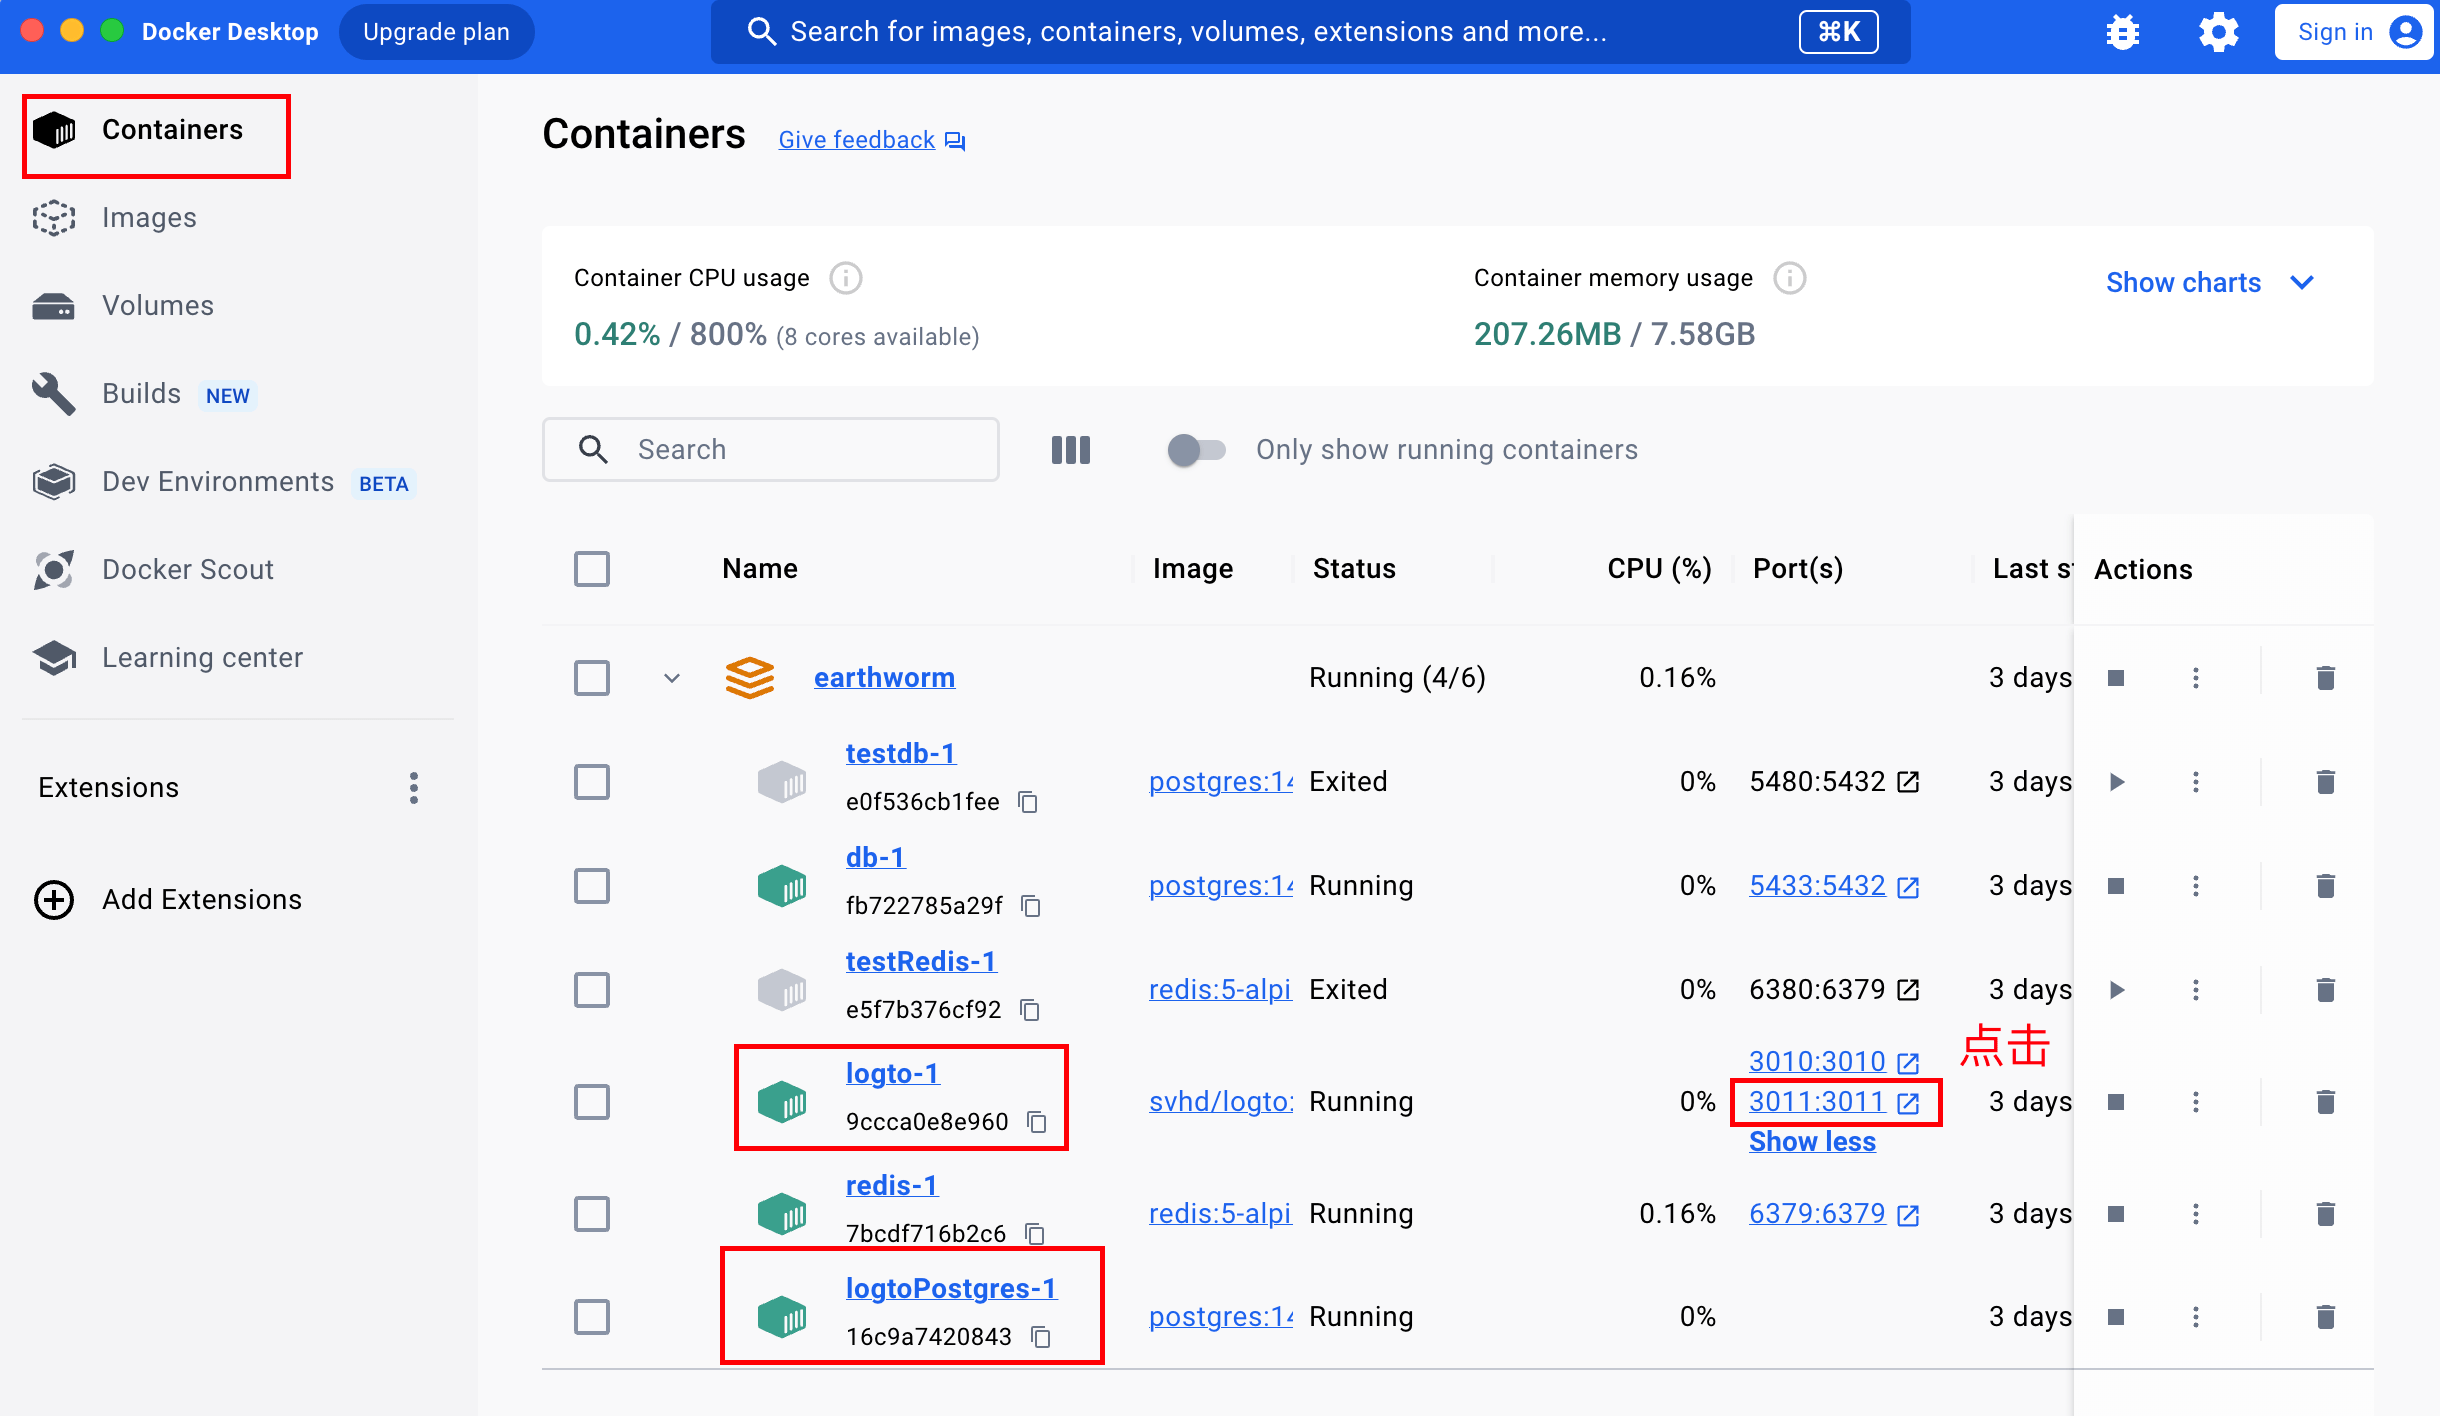 Docker Desktop
Upgrade plan
Search for images, containers, volumes, extensions and more...
⌘K
Sign in
Containers
Images
Volumes
Builds NEW
Dev Environments BETA
Docker Scout
Learning center
Extensions
Add Extensions
Containers Give feedback
Container CPU usage
0.42% / 800% (8 cores available)
Container memory usage
207.26MB / 7.58GB
Show charts
Search
Only show running containers
Name Image Status CPU (%) Port(s) Last st Actions
earthworm Running (4/6) 0.16% 3 days
testdb-1
e0f536cb1fee
postgres:14 Exited 0% 5480:5432 3 days
db-1
fb722785a29f
postgres:14 Running 0% 5433:5432 3 days
testRedis-1
e5f7b376cf92
redis:5-alpi Exited 0% 6380:6379 3 days
点击
logto-1
9ccca0e8e960
svhd/logto: Running 0%
3010:3010
3011:3011
Show less
3 days
redis-1
7bcdf716b2c6
redis:5-alpi Running 0.16% 6379:6379 3 days
logtoPostgres-1
16c9a7420843
postgres:14 Running 0% 3 days